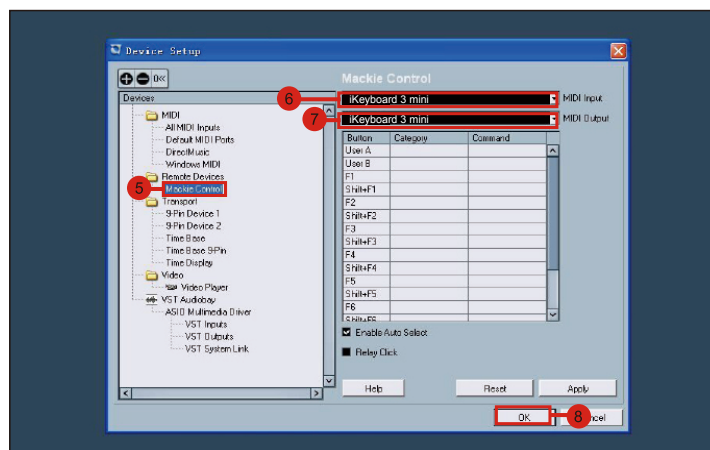 Device Setup
Mackie Control
Devices
6
iKeyboard 3 mini
MIDI Input
7
iKeyboard 3 mini
MIDI Output
MIDI
All MIDI Inputs
Default MIDI Ports
DirectMusic
Windows MIDI
Remote Devices
5
Mackie Control
Transport
9-Pin Device 1
9-Pin Device 2
Time Base
Time Base 9-Pin
Time Display
Video
Video Player
VST Audiobay
ASIO Multimedia Driver
VST Inputs
VST Outputs
VST System Link
Button Category Command
User A
User B
F1
Shift+F1
F2
Shift+F2
F3
Shift+F3
F4
Shift+F4
F5
Shift+F5
F6
Shift+F6
Enable Auto Select
Relay Click
Help Reset Apply
OK 8